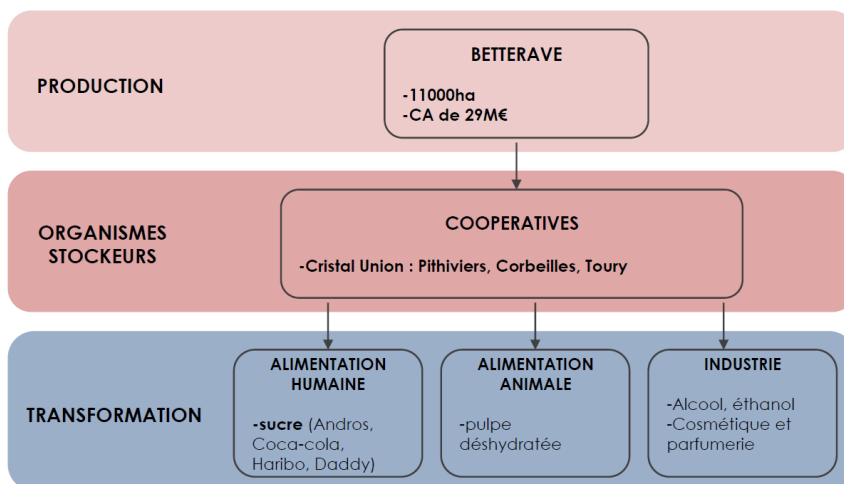 PRODUCTION
BETTERAVE
-11000ha
-CA de 29M€
ORGANISMES
STOCKEURS
COOPERATIVES
-Cristal Union : Pithiviers, Corbeilles, Toury
TRANSFORMATION
ALIMENTATION
HUMAINE
-sucre (Andros,
Coca-cola,
Haribo, Daddy)
ALIMENTATION
ANIMALE
-pulpe
déshydratée
INDUSTRIE
-Alcool, éthanol
-Cosmétique et
parfumerie